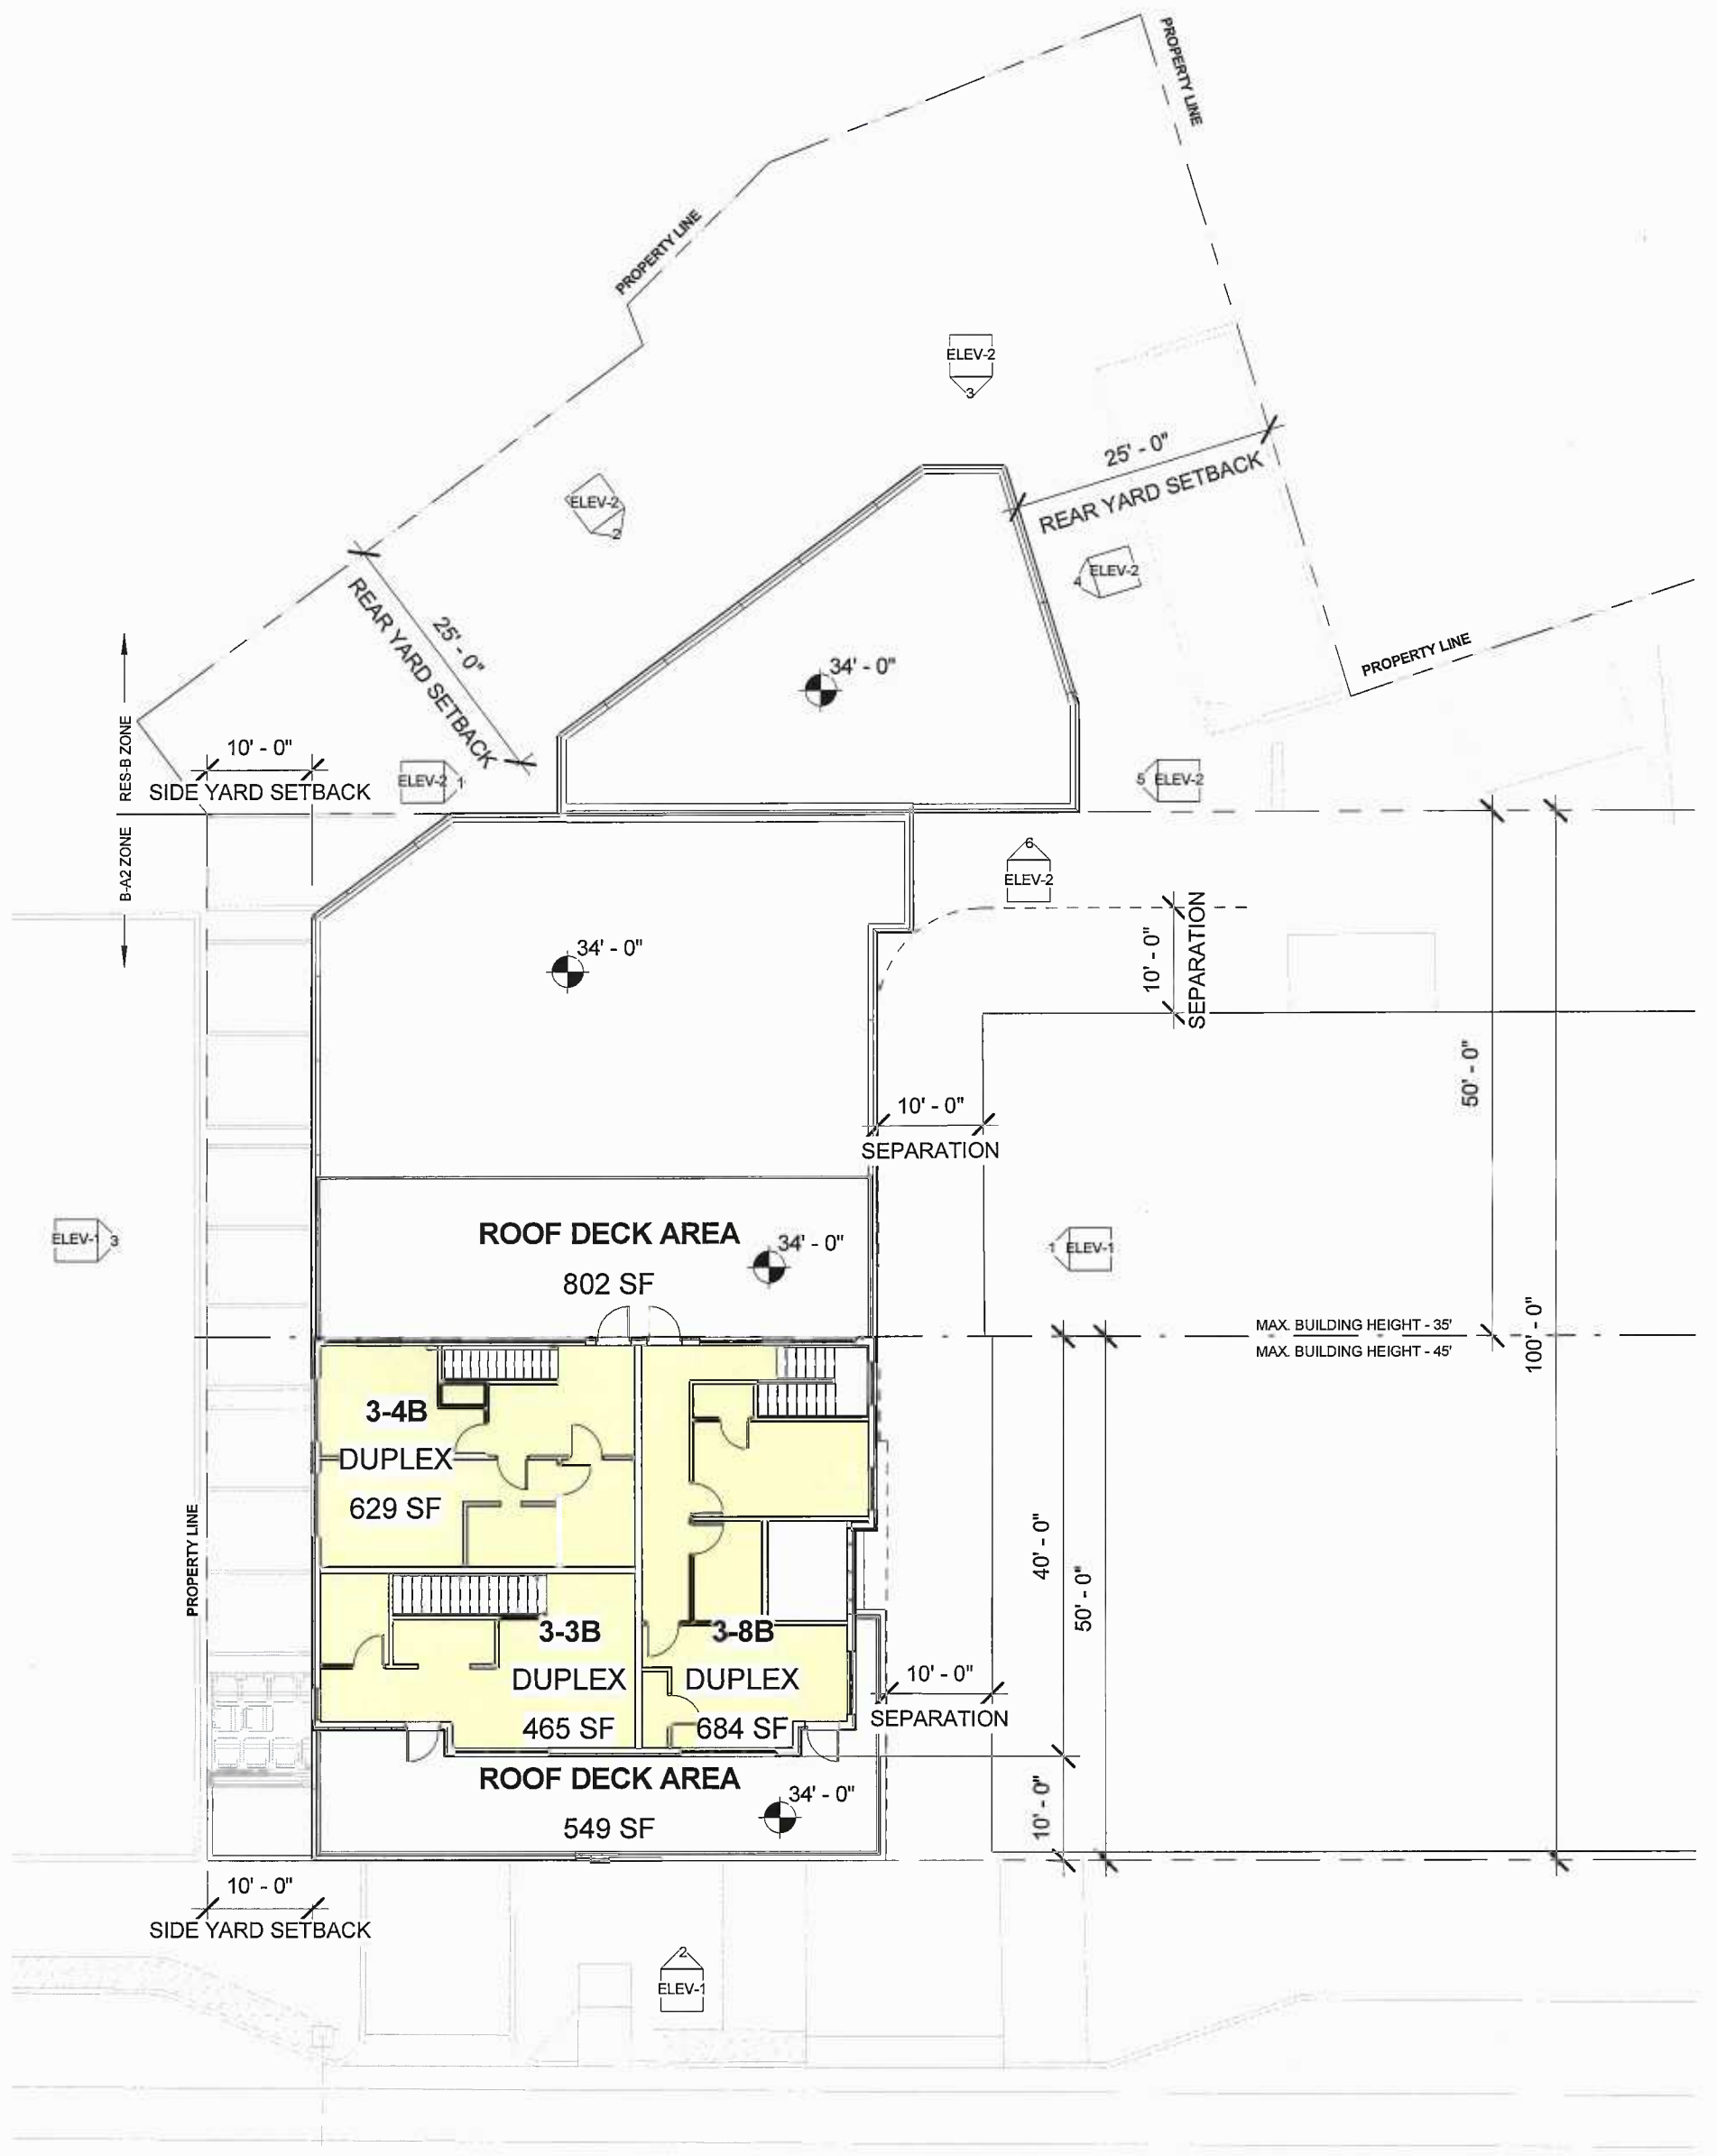 PROPERTY LINE
PROPERTY LINE
ELEV-2
3
25' - 0"
REAR YARD SETBACK
ELEV-2
2
ELEV-2
4
25' - 0"
REAR YARD SETBACK
PROPERTY LINE
34' - 0"
RES-B ZONE
10' - 0"
SIDE YARD SETBACK
ELEV-2
1
5
ELEV-2
B-A2 ZONE
6
ELEV-2
34' - 0"
10' - 0"
SEPARATION
50' - 0"
10' - 0"
SEPARATION
ELEV-1
3
ROOF DECK AREA
34' - 0"
802 SF
1
ELEV-1
100' - 0"
MAX. BUILDING HEIGHT - 35'
MAX. BUILDING HEIGHT - 45'
3-4B
DUPLEX
629 SF
PROPERTY LINE
40' - 0"
50' - 0"
3-3B
DUPLEX
465 SF
3-8B
DUPLEX
684 SF
10' - 0"
SEPARATION
ROOF DECK AREA
34' - 0"
549 SF
10' - 0"
10' - 0"
SIDE YARD SETBACK
2
ELEV-1